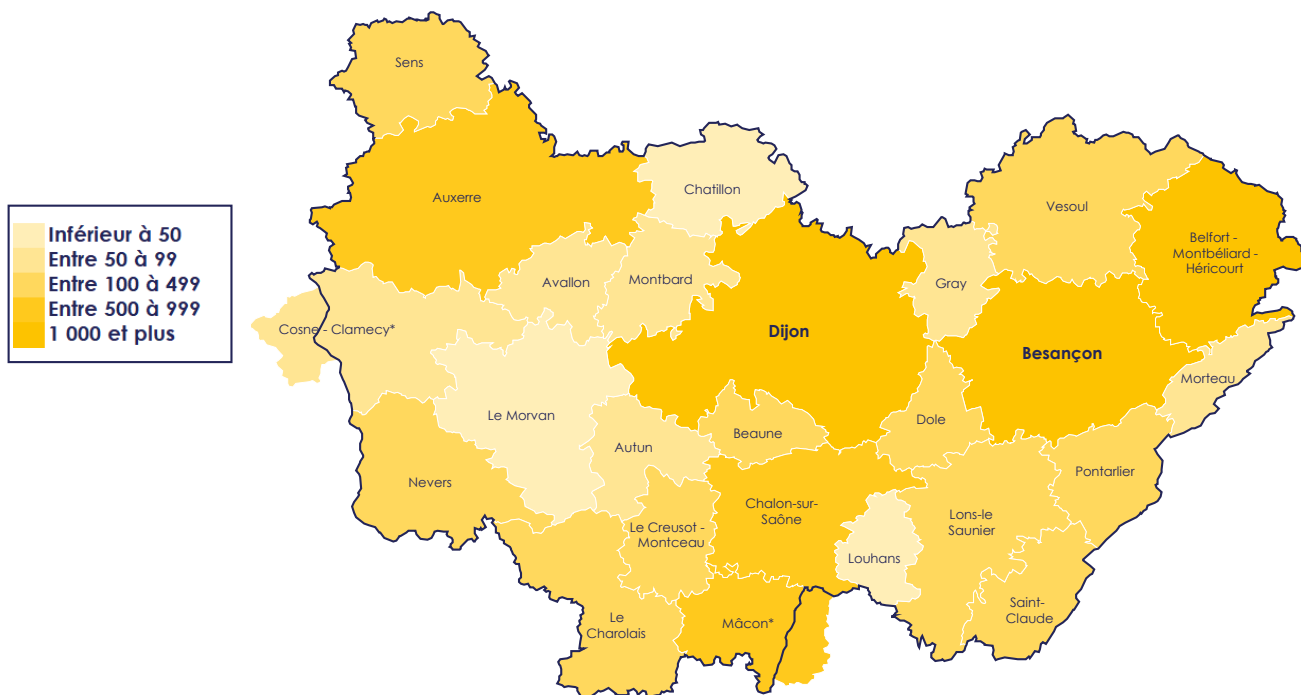 Sens
Auxerre
Chatillon
Vesoul
Belfort -
Montbéliard -
Héricourt
Inférieur à 50
Entre 50 à 99
Entre 100 à 499
Entre 500 à 999
1 000 et plus
Avallon
Montbard
Gray
Cosne - Clamecy*
Dijon
Besançon
Morteau
Le Morvan
Autun
Beaune
Dole
Pontarlier
Nevers
Le Creusot -
Montceau
Chalon-sur-
Saône
Lons-le
Saunier
Louhans
Le
Charolais
Mâcon*
Saint-
Claude